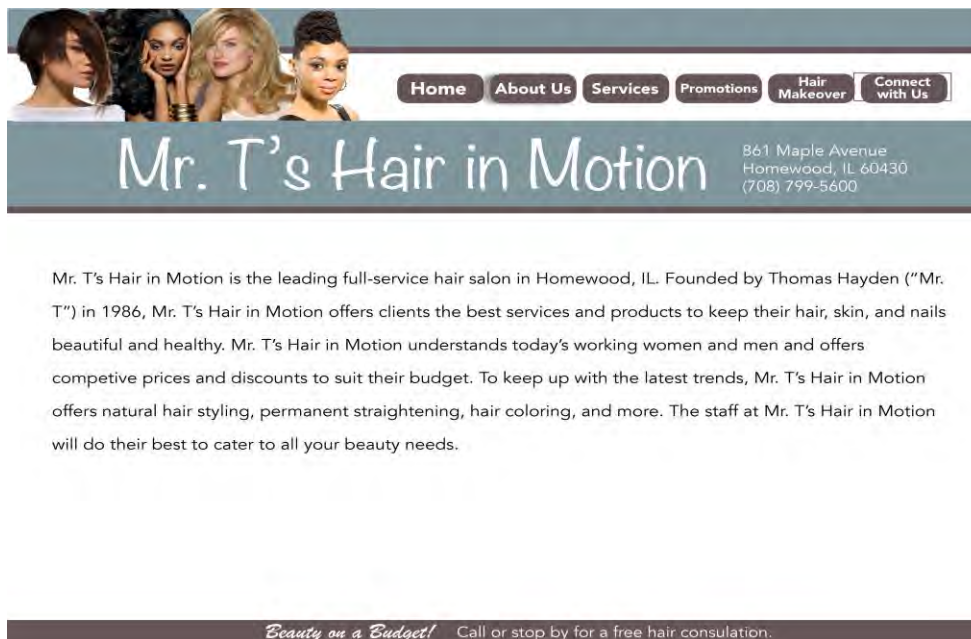 Home
About Us
Services
Promotions
Hair
Makeover
Connect
with Us
Mr. T's Hair in Motion
861 Maple Avenue
Homewood, IL 60430
(708) 799-5600
Mr. T's Hair in Motion is the leading full-service hair salon in Homewood, IL. Founded by Thomas Hayden ("Mr.
T") in 1986, Mr. T's Hair in Motion offers clients the best services and products to keep their hair, skin, and nails
beautiful and healthy. Mr. T's Hair in Motion understands today's working women and men and offers
competive prices and discounts to suit their budget. To keep up with the latest trends, Mr. T's Hair in Motion
offers natural hair styling, permanent straightening, hair coloring, and more. The staff at Mr. T's Hair in Motion
will do their best to cater to all your beauty needs.
Beauty on a Budget! Call or stop by for a free hair consulation.